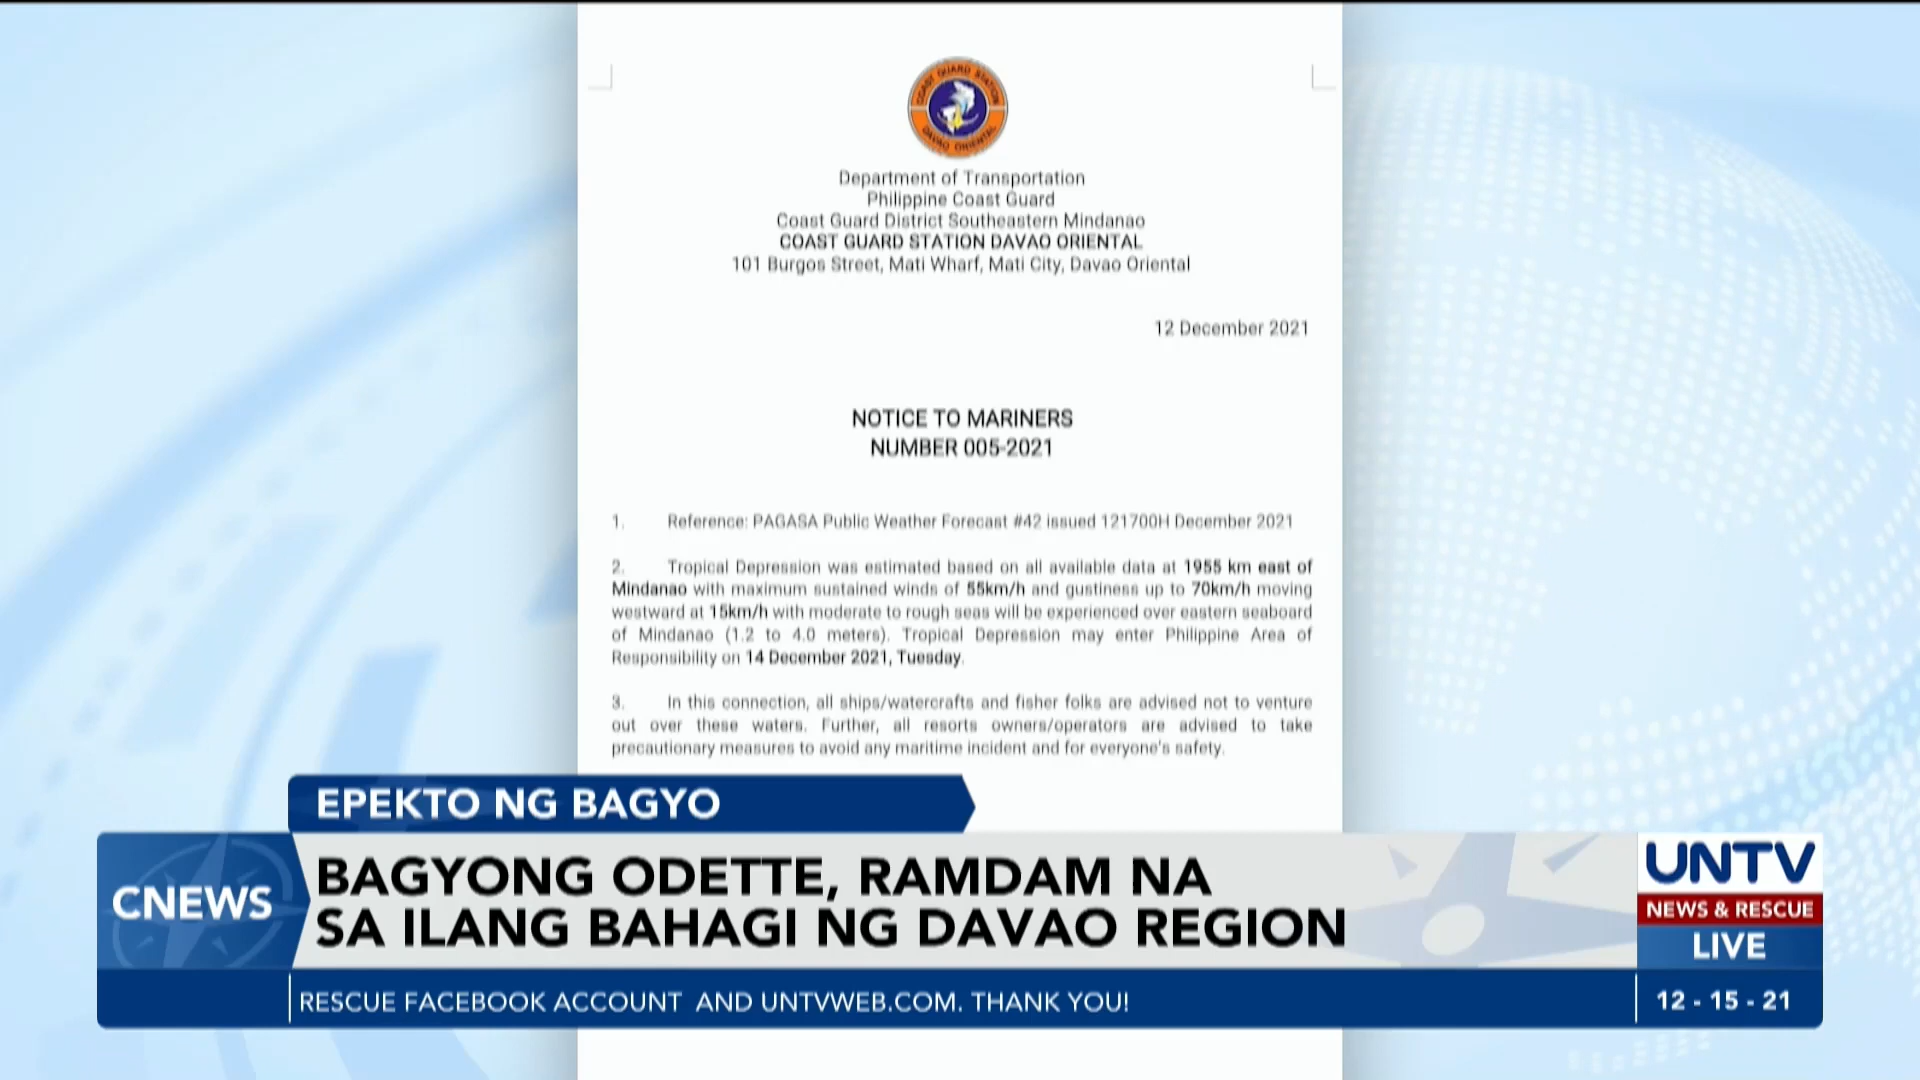 COAST GUARD STATION
DAVAO ORIENTAL
Department of Transportation
Philippine Coast Guard
Coast Guard District Southeastern Mindanao
COAST GUARD STATION DAVAO ORIENTAL
101 Burgos Street, Mati Wharf, Mati City, Davao Oriental
12 December 2021
NOTICE TO MARINERS
NUMBER 005-2021
1. Reference: PAGASA Public Weather Forecast #42 issued 121700H December 2021
2. Tropical Depression was estimated based on all available data at 1955 km east of
Mindanao with maximum sustained winds of 55km/h and gustiness up to 70km/h moving
westward at 15km/h with moderate to rough seas will be experienced over eastern seaboard
of Mindanao (1.2 to 4.0 meters). Tropical Depression may enter Philippine Area of
Responsibility on 14 December 2021, Tuesday.
3. In this connection, all ships/watercrafts and fisher folks are advised not to venture
out over these waters. Further, all resorts owners/operators are advised to take
precautionary measures to avoid any maritime incident and for everyone's safety.
EPEKTO NG BAGYO
CNEWS
BAGYONG ODETTE, RAMDAM NA
SA ILANG BAHAGI NG DAVAO REGION
UNTV
NEWS & RESCUE
LIVE
RESCUE FACEBOOK ACCOUNT AND UNTVWEB.COM. THANK YOU!
12 - 15 - 21